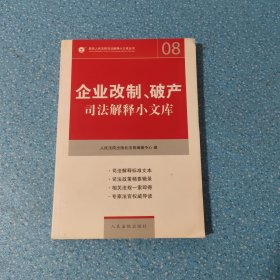 最高人民法院司法解释小文库丛书
08
企业改制、破产
司法解释小文库
人民法院出版社法规编辑中心 编
·司法解释标准文本
·司法政策精要辑录
·相关法规一索即得
·专家法官权威导读
人民法院出版社